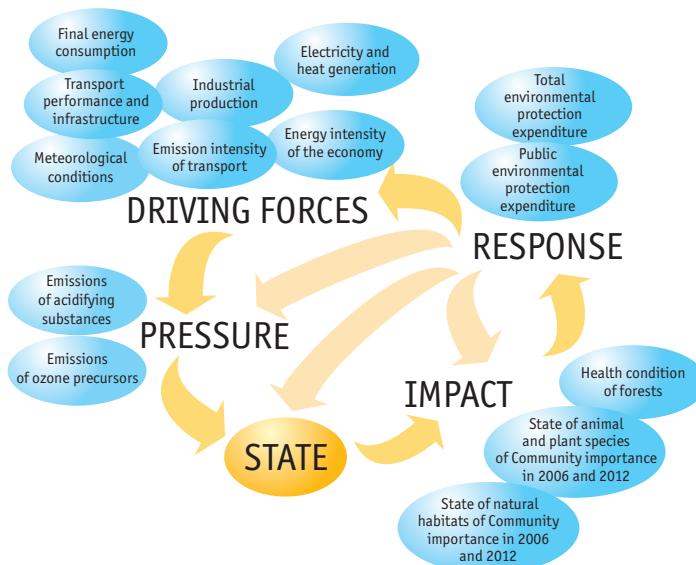 Final energy
consumption
Electricity and
heat generation
Transport
performance and
infrastructure
Industrial
production
Total
environmental
protection
expenditure
Meteorological
conditions
Emission intensity
of transport
Energy intensity
of the economy
Public
environmental
protection
expenditure
DRIVING FORCES
RESPONSE
Emissions
of acidifying
substances
PRESSURE
Emissions
of ozone precursors
Health condition
of forests
IMPACT
STATE
State of animal
and plant species
of Community importance
in 2006 and 2012
State of natural
habitats of Community
importance in 2006
and 2012